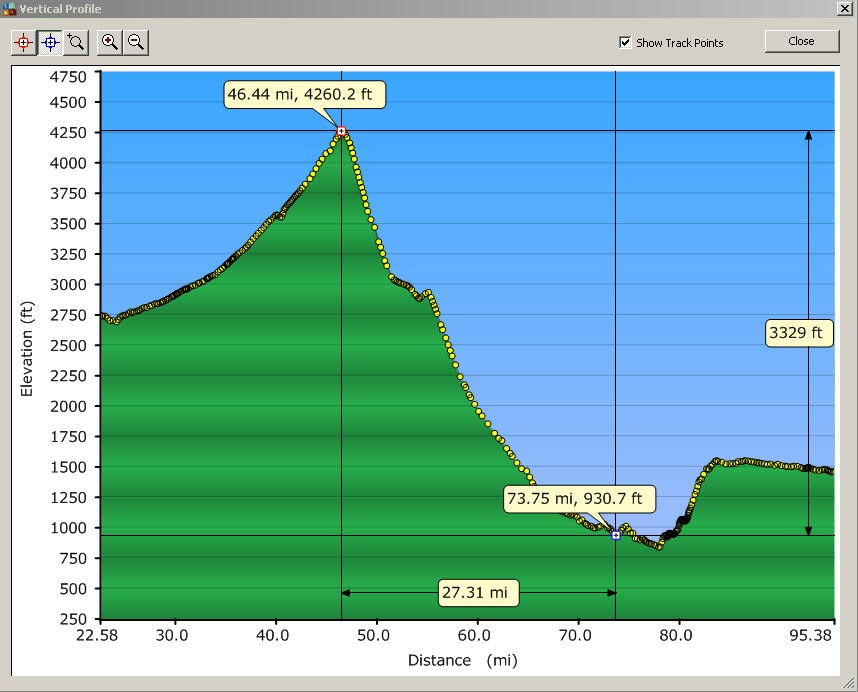 Vertical Profile
Show Track Points
Close
4750
4500
4250
4000
3750
3500
3250
3000
2750
2500
2250
2000
1750
1500
1250
1000
750
500
250
Elevation (ft)
46.44 mi, 4260.2 ft
3329 ft
73.75 mi, 930.7 ft
27.31 mi
22.58 30.0 40.0 50.0 60.0 70.0 80.0 95.38
Distance (mi)